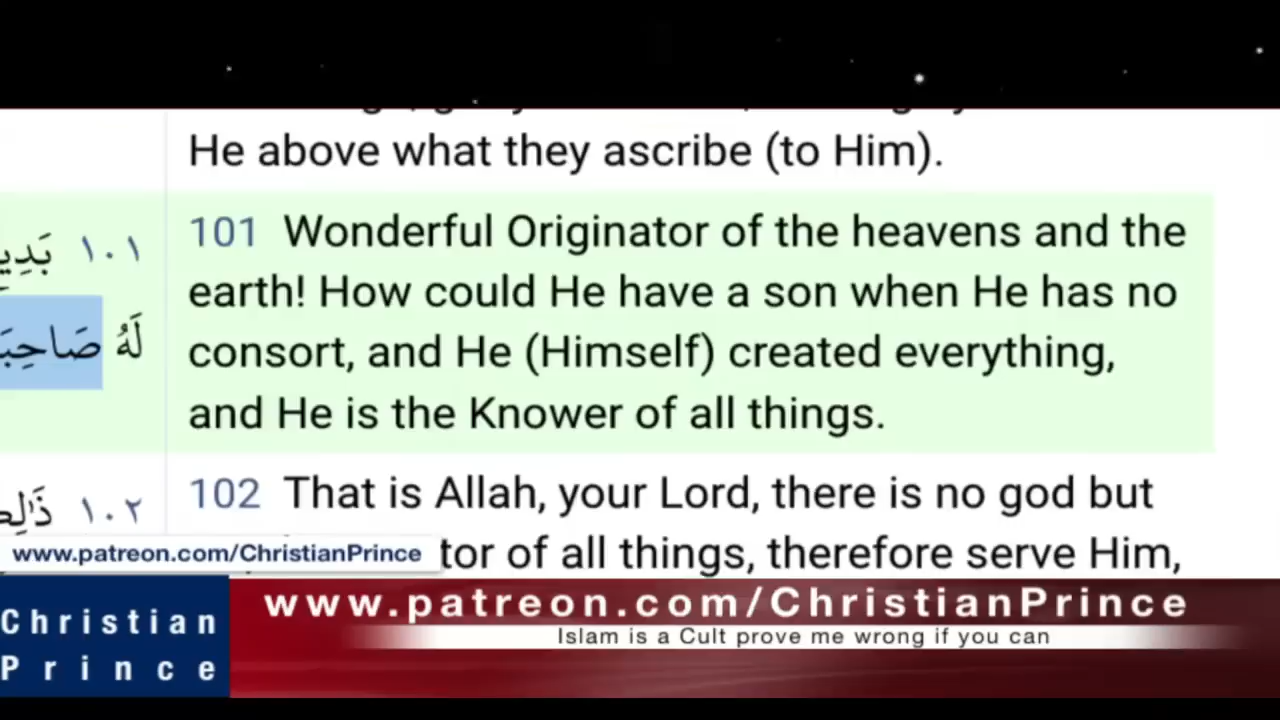 He above what they ascribe (to Him).
101 Wonderful Originator of the heavens and the
earth! How could He have a son when He has no
consort, and He (Himself) created everything,
and He is the Knower of all things.
١٠١
لَهُ
102 That is Allah, your Lord, there is no god but
tor of all things, therefore serve Him,
١٠٢
www.patreon.com/ChristianPrince
Christian
Prince
www.patreon.com/ChristianPrince
Islam is a Cult prove me wrong if you can